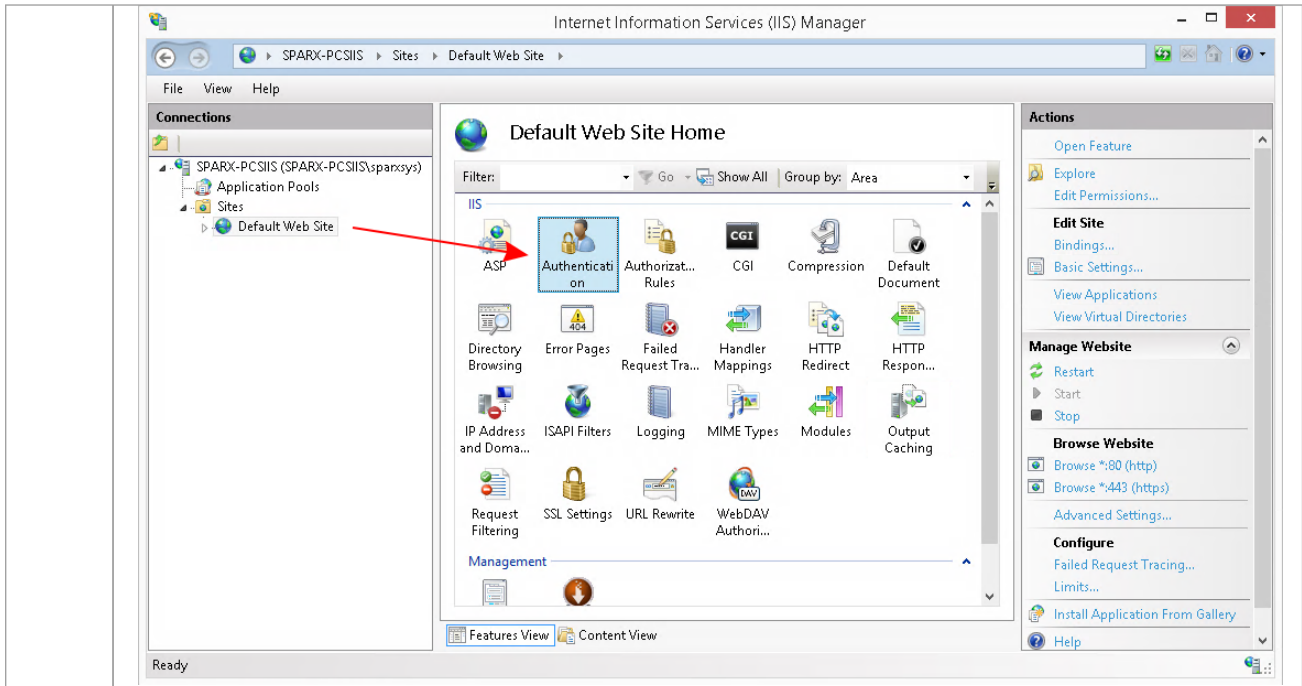 Internet Information Services (IIS) Manager
SPARX-PCSIIS Sites Default Web Site
File View Help
Connections
SPARX-PCSIIS (SPARX-PCSIIS\sparxsys)
Application Pools
Sites
Default Web Site
Default Web Site Home
Filter: Go Show All Group by: Area
IIS
ASP
Authenticati
on
Authorizat...
Rules
CGI
CGI
Compression
Default
Document
Directory
Browsing
404
Error Pages
Failed
Request Tra...
Handler
Mappings
HTTP
Redirect
HTTP
Respon...
IP Address
and Doma...
ISAPI Filters
Logging
MIME Types
Modules
Output
Caching
Request
Filtering
SSL Settings
URL Rewrite
DAV
WebDAV
Authori...
Management
Features View Content View
Actions
Open Feature
Explore
Edit Permissions...
Edit Site
Bindings...
Basic Settings...
View Applications
View Virtual Directories
Manage Website
Restart
Start
Stop
Browse Website
Browse *:80 (http)
Browse *:443 (https)
Advanced Settings...
Configure
Failed Request Tracing...
Limits...
Install Application From Gallery
Help
Ready